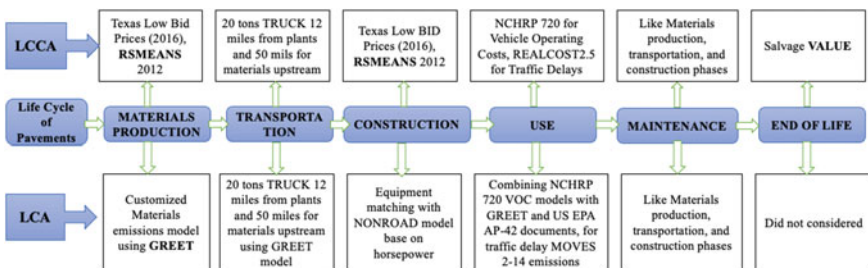 LCCA
Texas Low Bid
Prices (2016),
RSMEANS
2012
20 tons TRUCK 12
miles from plants
and 50 mils for
materials upstream
Texas Low BID
Prices (2016),
RSMEANS 2012
NCHRP 720 for
Vehicle Operating
Costs, REALCOST2.5
for Traffic Delays
Like Materials
production,
transportation, and
construction phases
Salvage VALUE
Life Cycle
of
Pavements
MATERIALS
PRODUCTION
TRANSPORTA
TION
CONSTRUCTION
USE
MAINTENANCE
END OF LIFE
LCA
Customized
Materials
emissions model
using GREET
20 tons TRUCK 12
miles from plants
and 50 miles for
materials upstream
using GREET
model
Equipment
matching with
NONROAD model
base on
horsepower
Combining NCHRP
720 VOC models with
GREET and US EPA
AP-42 documents, for
traffic delay MOVES
2-14 emissions
Like Materials
production,
transportation, and
construction phases
Did not considered